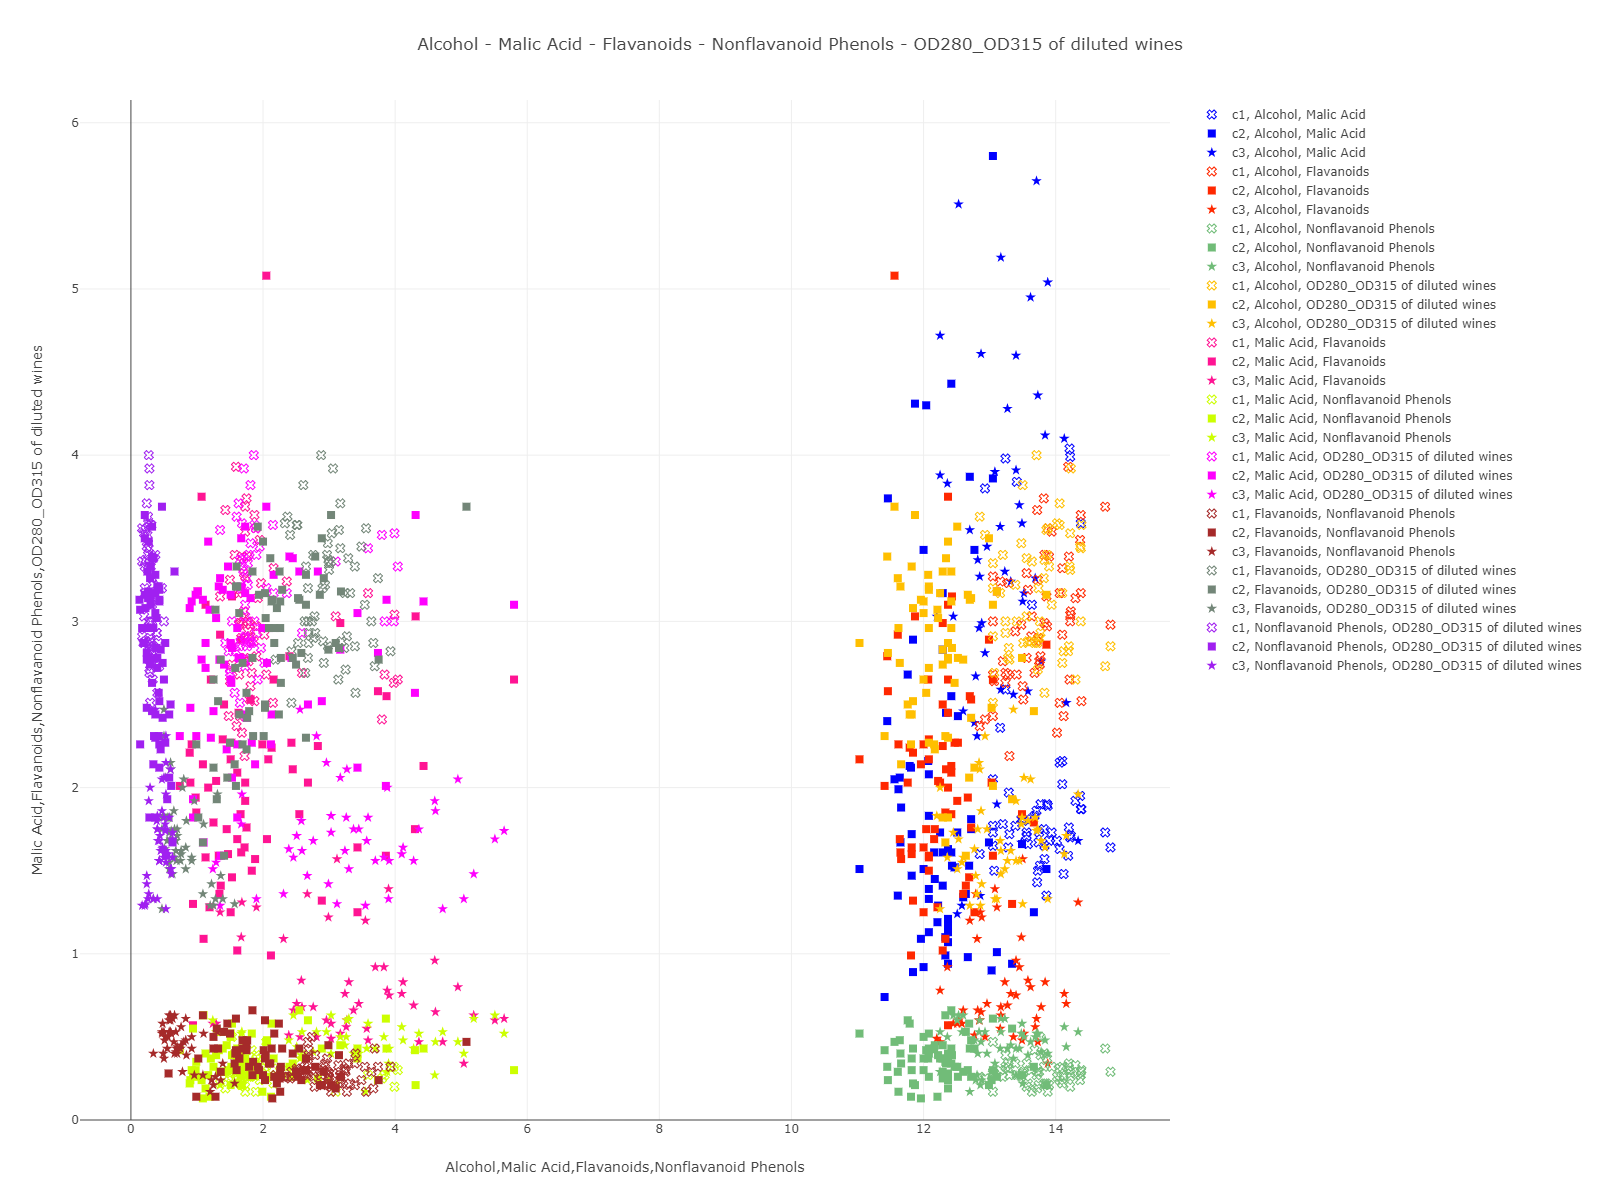 Alcohol - Malic Acid - Flavanoids - Nonflavanoid Phenols - OD280_OD315 of diluted wines
Malic Acid,Flavanoids,Nonflavanoid Phenols,OD280_OD315 of diluted wines
6
5
4
3
2
1
0
0
2
4
6
8
10
12
14
Alcohol,Malic Acid,Flavanoids,Nonflavanoid Phenols
c1, Alcohol, Malic Acid
c2, Alcohol, Malic Acid
c3, Alcohol, Malic Acid
c1, Alcohol, Flavanoids
c2, Alcohol, Flavanoids
c3, Alcohol, Flavanoids
c1, Alcohol, Nonflavanoid Phenols
c2, Alcohol, Nonflavanoid Phenols
c3, Alcohol, Nonflavanoid Phenols
c1, Alcohol, OD280_OD315 of diluted wines
c2, Alcohol, OD280_OD315 of diluted wines
c3, Alcohol, OD280_OD315 of diluted wines
c1, Malic Acid, Flavanoids
c2, Malic Acid, Flavanoids
c3, Malic Acid, Flavanoids
c1, Malic Acid, Nonflavanoid Phenols
c2, Malic Acid, Nonflavanoid Phenols
c3, Malic Acid, Nonflavanoid Phenols
c1, Malic Acid, OD280_OD315 of diluted wines
c2, Malic Acid, OD280_OD315 of diluted wines
c3, Malic Acid, OD280_OD315 of diluted wines
c1, Flavanoids, Nonflavanoid Phenols
c2, Flavanoids, Nonflavanoid Phenols
c3, Flavanoids, Nonflavanoid Phenols
c1, Flavanoids, OD280_OD315 of diluted wines
c2, Flavanoids, OD280_OD315 of diluted wines
c3, Flavanoids, OD280_OD315 of diluted wines
c1, Nonflavanoid Phenols, OD280_OD315 of diluted wines
c2, Nonflavanoid Phenols, OD280_OD315 of diluted wines
c3, Nonflavanoid Phenols, OD280_OD315 of diluted wines